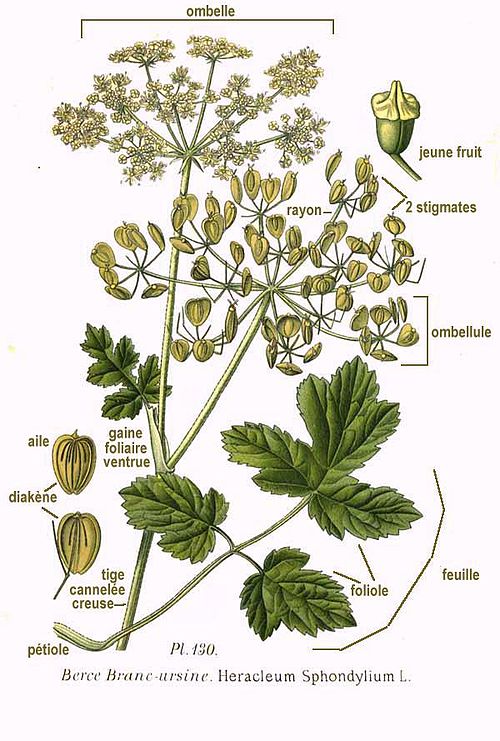 ombelle
jeune fruit
rayon
2 stigmates
ombellule
gaine
foliaire
ventrue
aile
diakène
tige
cannelée
creuse
foliole
feuille
pétiole
Pl. 130.
Berce Branc-ursine. Heracleum Sphondylium L.